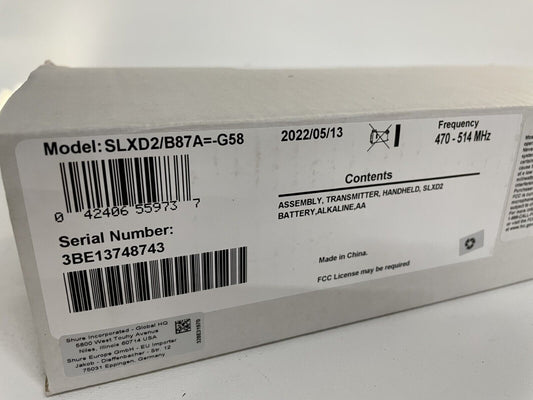 Model: SLXD2/B87A=-G58
2022/05/13
Frequency
470 - 514 MHz
0 42406 55973 7
Serial Number:
3BE13748743
Contents
ASSEMBLY, TRANSMITTER, HANDHELD, SLXD2
BATTERY,ALKALINE,AA
Made in China.
FCC License may be required
Shure Incorporated - Global HQ
5800 West Touhy Avenue
Niles, Illinois 60714 USA
Shure Europe GmbH - EU Importer
Jakob - Dieffenbacher - Str. 12
75031 Eppingen, Germany